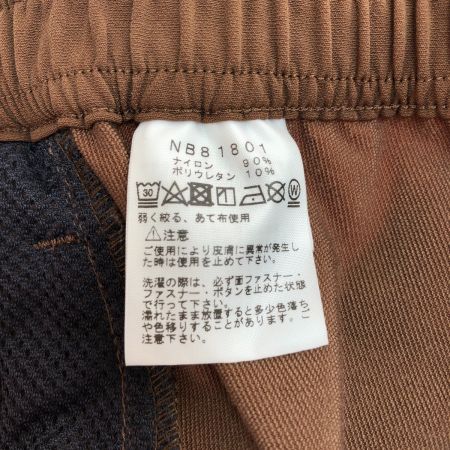 NB81801
ナイロン 90%
ポリウレタン 10%
30 W
弱く絞る、あて布使用
⚠注意
ご使用により皮膚に異常が発生し
た時は使用を止めて下さい。
洗濯の際は、必ず面ファスナー・
ファスナー・ボタンを止めた状態
で行って下さい。
濡れたまま放置すると多少色落ち
や色移りすることがあります。ご
注意下さい。